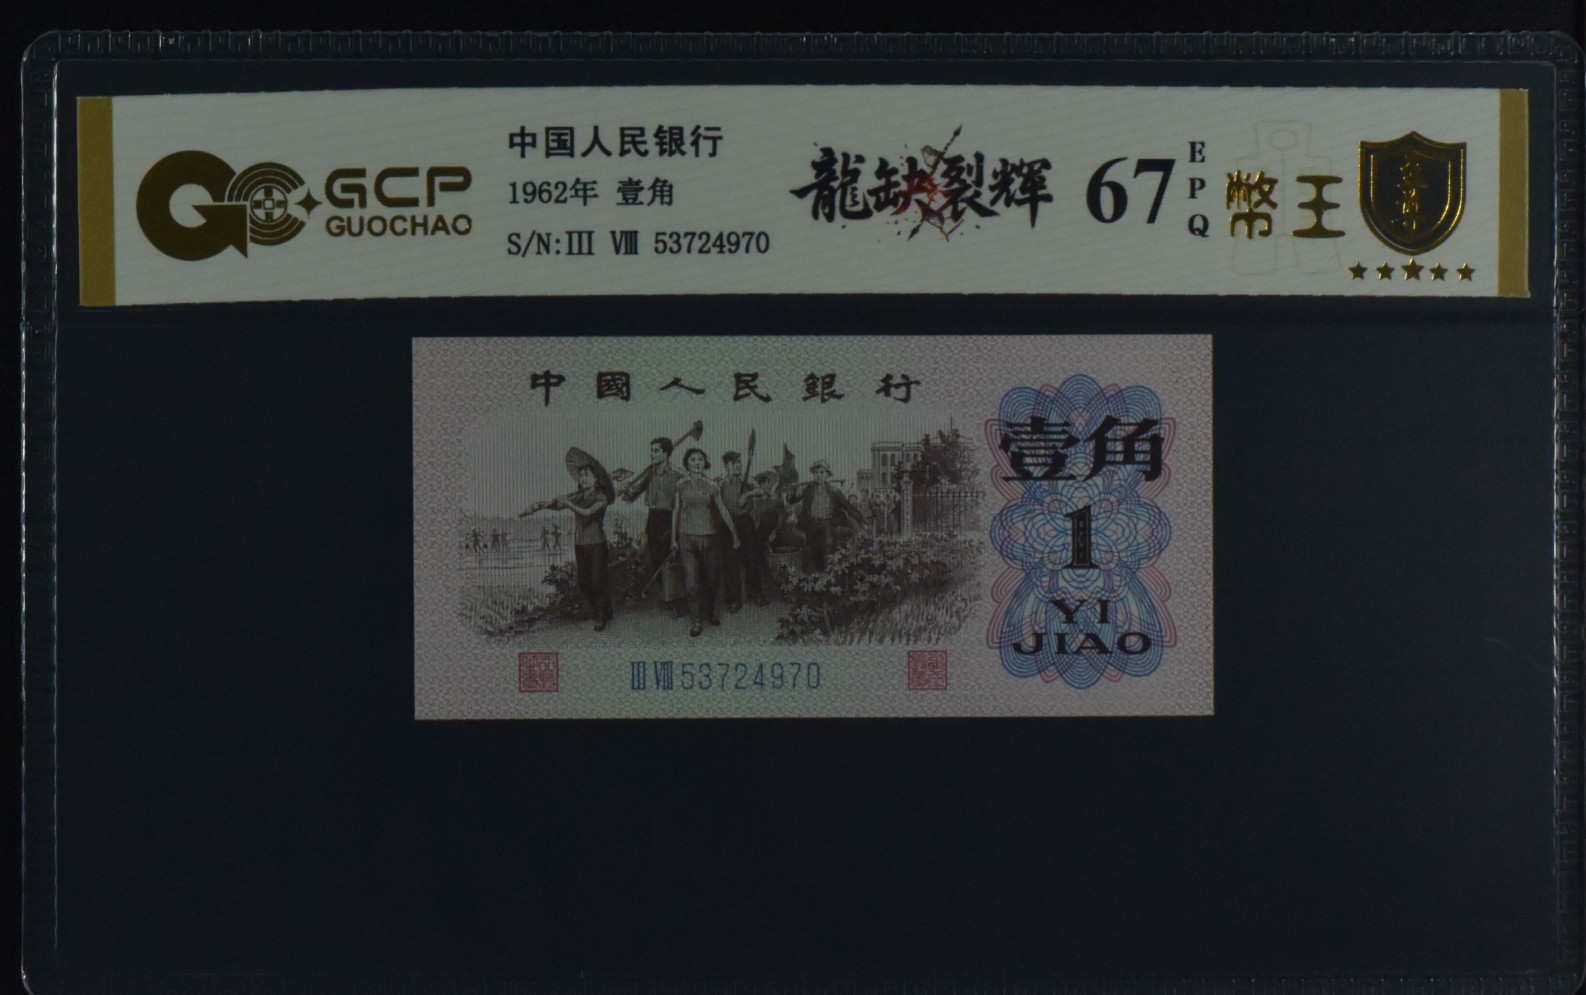 GCP
GUOCHAO
中国人民银行
1962年 壹角
S/N:III VIII 53724970
龍缺裂輝
67
EPQ
幣王
中國人民銀行
壹角
1
YI
JIAO
III VIII 53724970